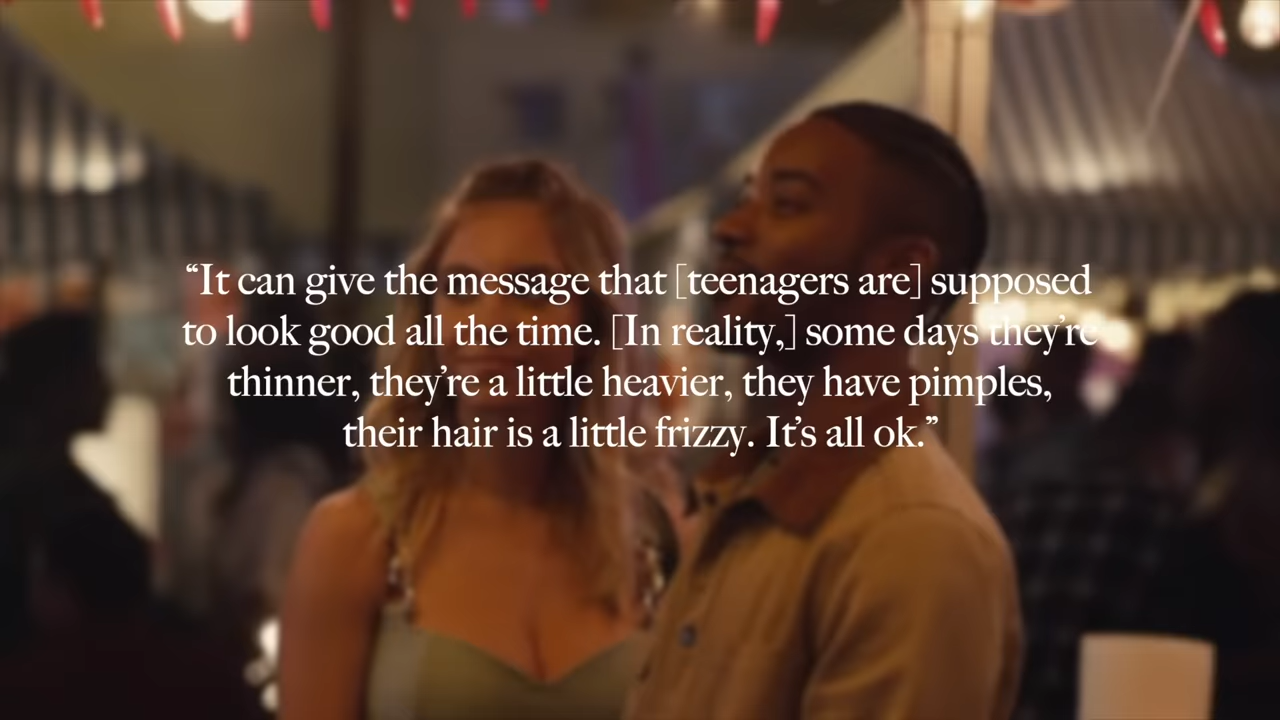 “It can give the message that [teenagers are] supposed
to look good all the time. [In reality,] some days they’re
thinner, they’re a little heavier, they have pimples,
their hair is a little frizzy. It’s all ok.”